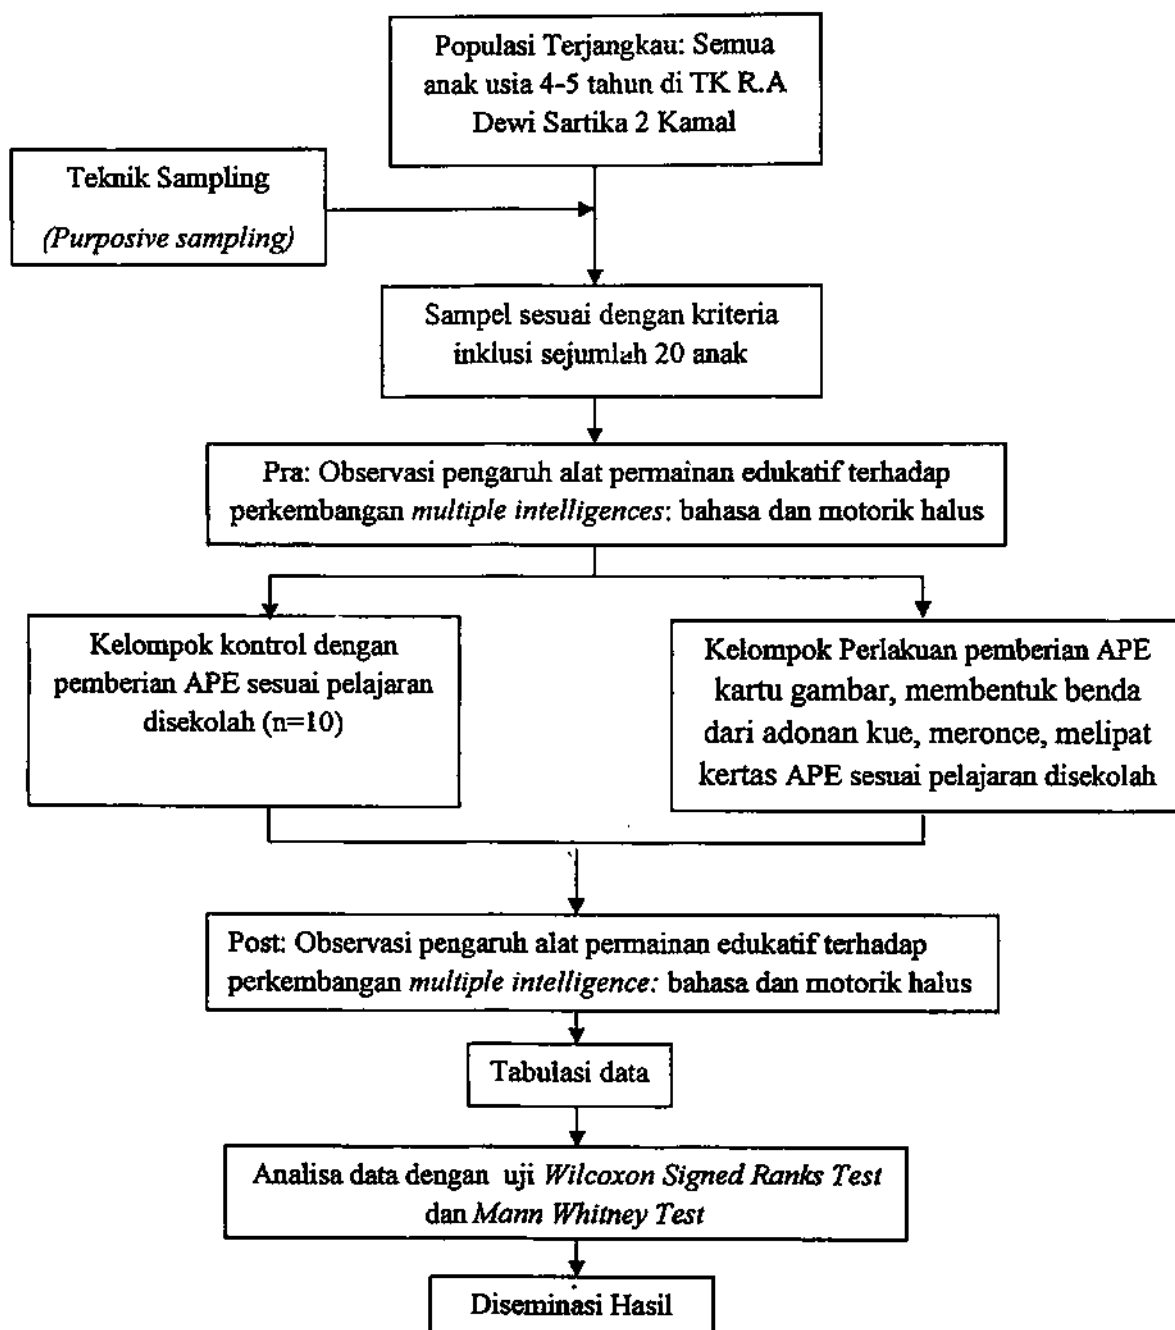 Populasi Terjangkau: Semua
anak usia 4-5 tahun di TK R.A
Dewi Sartika 2 Kamal
Teknik Sampling
(Purposive sampling)
Sampel sesuai dengan kriteria
inklusi sejumlah 20 anak
Pra: Observasi pengaruh alat permainan edukatif terhadap
perkembangan multiple intelligences: bahasa dan motorik halus
Kelompok kontrol dengan
pemberian APE sesuai pelajaran
disekolah (n=10)
Kelompok Perlakuan pemberian APE
kartu gambar, membentuk benda
dari adonan kue, meronce, melipat
kertas APE sesuai pelajaran disekolah
Post: Observasi pengaruh alat permainan edukatif terhadap
perkembangan multiple intelligence: bahasa dan motorik halus
Tabulasi data
Analisa data dengan uji Wilcoxon Signed Ranks Test
dan Mann Whitney Test
Diseminasi Hasil